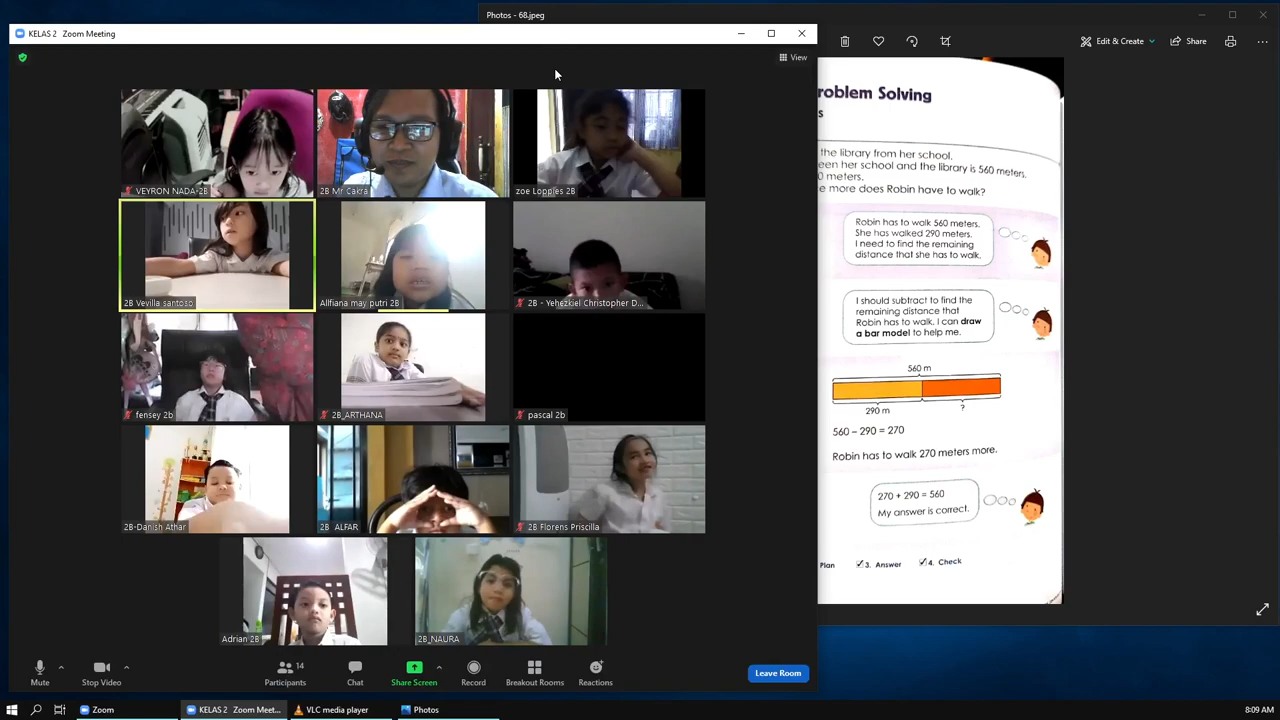 Photos - 68.jpeg
KELAS 2 Zoom Meeting
View
Edit & Create
Share
VEYRON NADA-2B
2B Mr Cakra
zoe Loppies 2B
2B Vevilla santoso
Allfiana may putri 2B
2B - Yehezkiel Christopher D...
fensey 2b
2B_ARTHANA
pascal 2b
2B-Danish Athar
2B_ALFAR
2B Florens Priscilla
Adrian 2B
2B_NAURA
Mute
Stop Video
14
Participants
Chat
Share Screen
Record
Breakout Rooms
Reactions
Leave Room
roblem Solving
s
the library from her school.
een her school and the library is 560 meters.
0 meters.
e more does Robin have to walk?
Robin has to walk 560 meters.
She has walked 290 meters.
I need to find the remaining
distance that she has to walk.
I should subtract to find the
remaining distance that
Robin has to walk. I can draw
a bar model to help me.
560 m
290 m
?
560 – 290 = 270
Robin has to walk 270 meters more.
270 + 290 = 560
My answer is correct.
Plan
3. Answer
4. Check
Zoom
KELAS 2 Zoom Meet...
VLC media player
Photos
8:09 AM